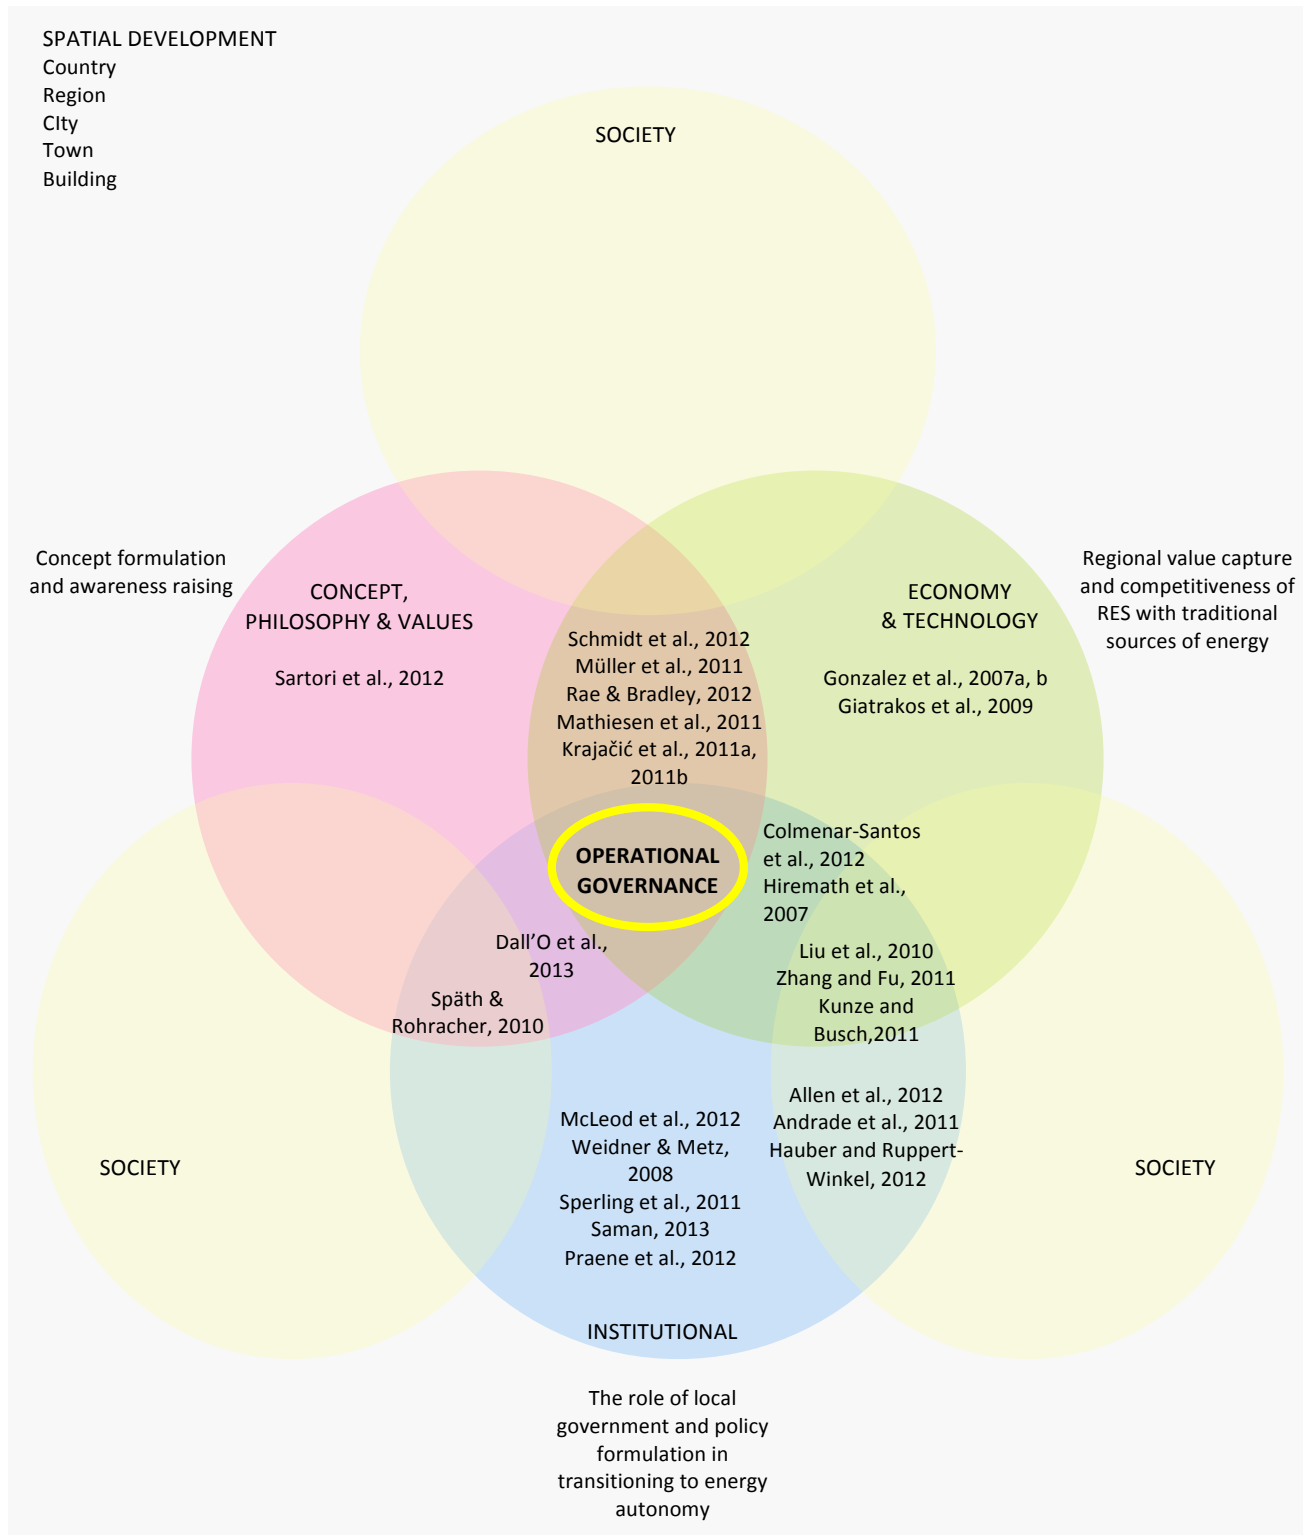 SPATIAL DEVELOPMENT
Country
Region
CIty
Town
Building
SOCIETY
Concept formulation
and awareness raising
CONCEPT,
PHILOSOPHY & VALUES
Sartori et al., 2012
Schmidt et al., 2012
Müller et al., 2011
Rae & Bradley, 2012
Mathiesen et al., 2011
Krajačić et al., 2011a,
2011b
ECONOMY
& TECHNOLOGY
Gonzalez et al., 2007a, b
Giatrakos et al., 2009
Regional value capture
and competitiveness of
RES with traditional
sources of energy
OPERATIONAL
GOVERNANCE
Colmenar-Santos
et al., 2012
Hiremath et al.,
2007
Dall’O et al.,
2013
Späth &
Rohracher, 2010
Liu et al., 2010
Zhang and Fu, 2011
Kunze and
Busch,2011
Allen et al., 2012
Andrade et al., 2011
Hauber and Ruppert-
Winkel, 2012
McLeod et al., 2012
Weidner & Metz,
2008
Sperling et al., 2011
Saman, 2013
Praene et al., 2012
SOCIETY
SOCIETY
INSTITUTIONAL
The role of local
government and policy
formulation in
transitioning to energy
autonomy